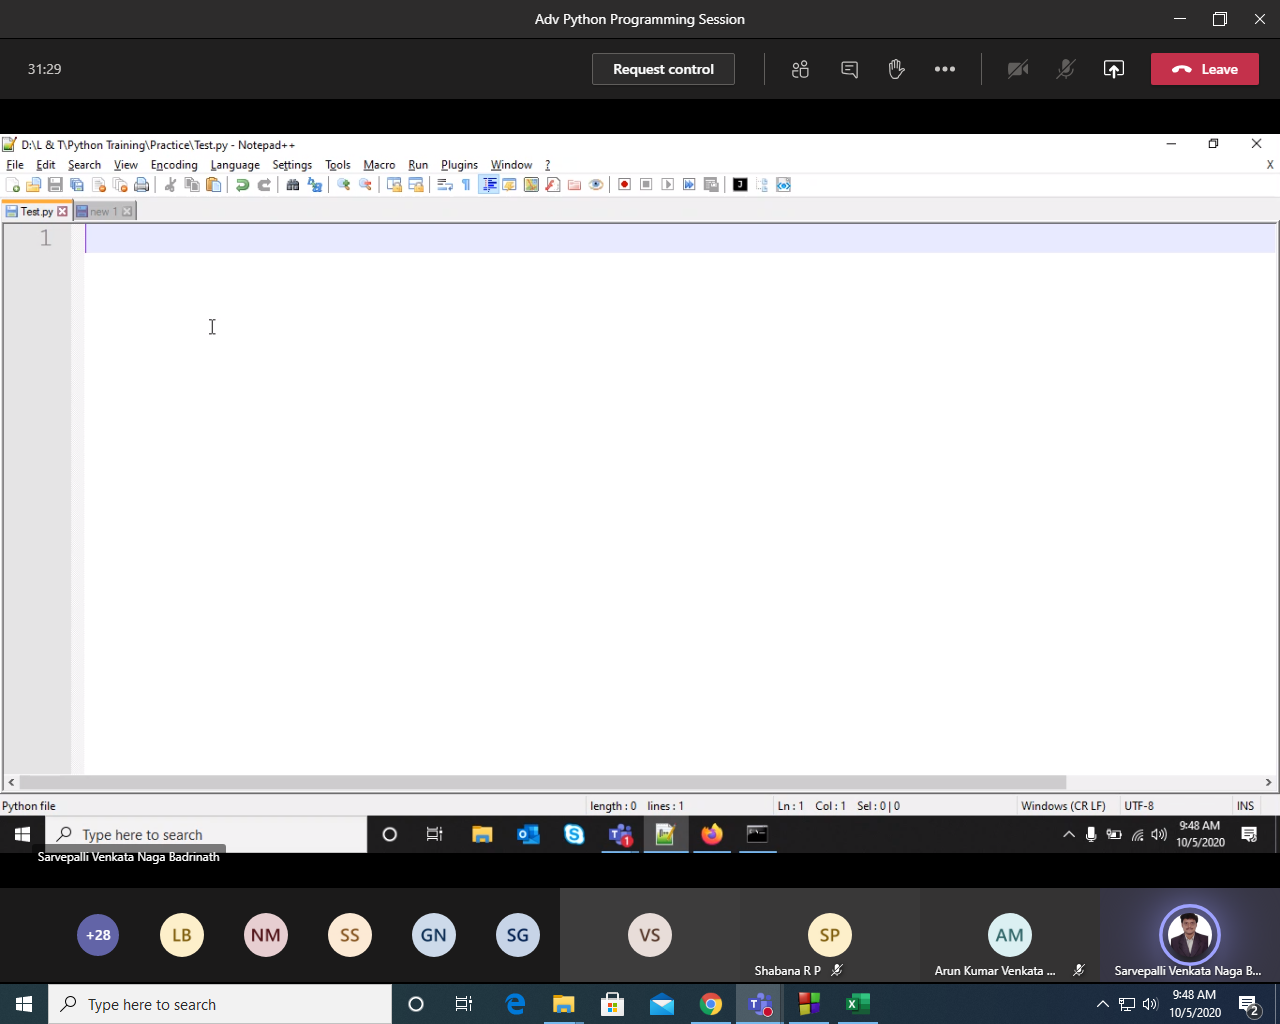 Adv Python Programming Session
31:29
Request control
Leave
D:\L & T\Python Training\Practice\Test.py - Notepad++
File Edit Search View Encoding Language Settings Tools Macro Run Plugins Window ?
X
Test.py new 1
1
Python file length : 0 lines : 1 Ln : 1 Col : 1 Sel : 0 | 0 Windows (CR LF) UTF-8 INS
Type here to search
1
9:48 AM
10/5/2020
Sarvepalli Venkata Naga Badrinath
+28 LB NM SS GN SG VS SP AM
Shabana R P Arun Kumar Venkata ... Sarvepalli Venkata Naga B...
Type here to search
9:48 AM
10/5/2020
2